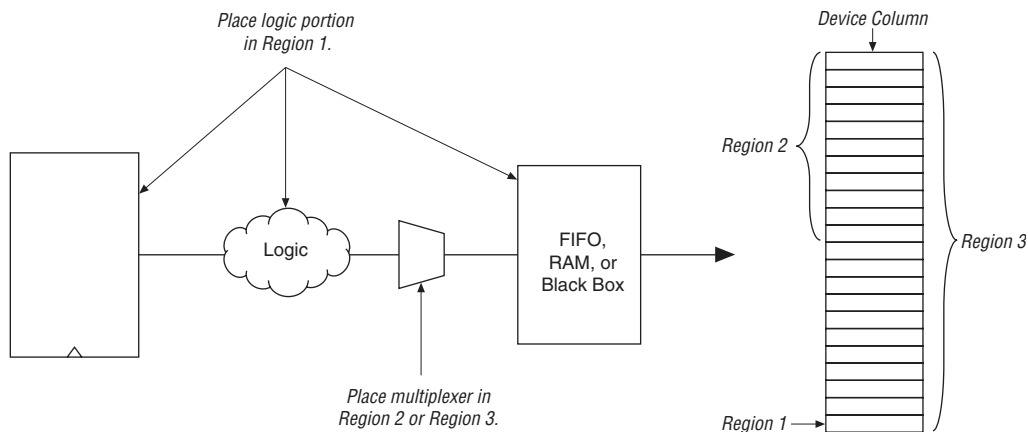 Place logic portion
in Region 1.
Device Column
Region 2
Logic
FIFO,
RAM, or
Black Box
Region 3
Place multiplexer in
Region 2 or Region 3.
Region 1